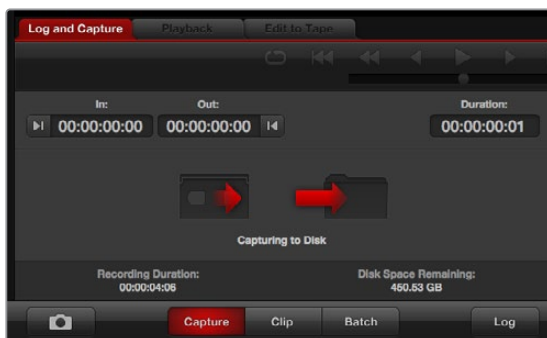 Log and Capture Playback Edit to Tape
In: Out: Duration:
00:00:00:00 00:00:00:00 00:00:00:01
Capturing to Disk
Recording Duration: Disk Space Remaining:
00:00:04:06 450.53 GB
Capture Clip Batch Log